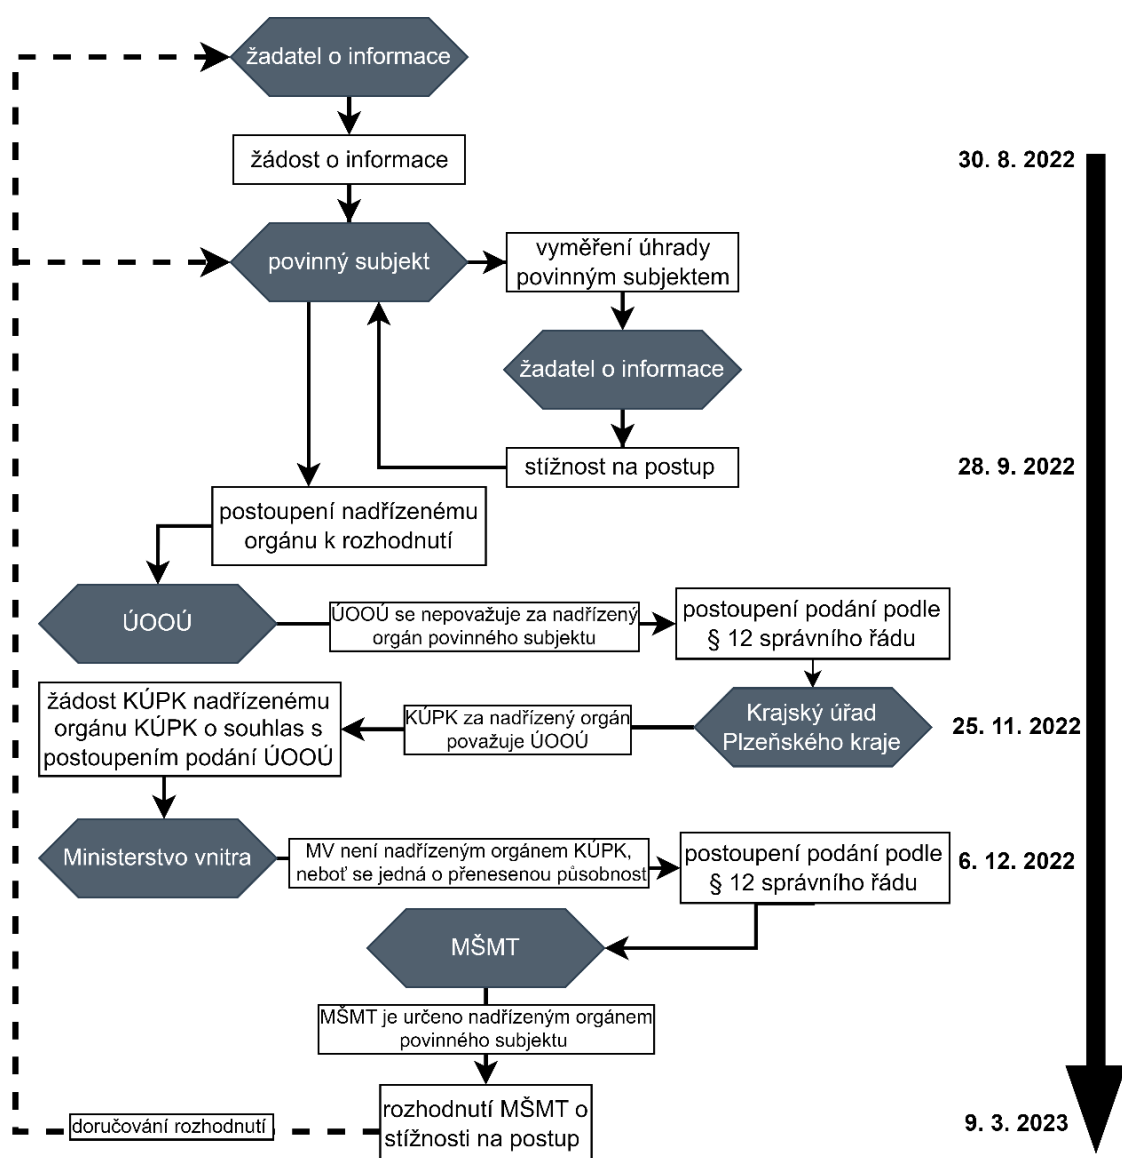 žadatel o informace
žádost o informace
30. 8. 2022
povinný subjekt
vyměření úhrady
povinným subjektem
žadatel o informace
stížnost na postup
28. 9. 2022
postoupení nadřízenému
orgánu k rozhodnutí
ÚOOÚ
ÚOOÚ se nepovažuje za nadřízený
orgán povinného subjektu
postoupení podání podle
§ 12 správního řádu
žádost KÚPK nadřízenému
orgánu KÚPK o souhlas s
postoupením podání ÚOOÚ
KÚPK za nadřízený orgán
považuje ÚOOÚ
Krajský úřad
Plzeňského kraje
25. 11. 2022
Ministerstvo vnitra
MV není nadřízeným orgánem KÚPK,
neboť se jedná o přenesenou působnost
postoupení podání podle
§ 12 správního řádu
6. 12. 2022
MŠMT
MŠMT je určeno nadřízeným orgánem
povinného subjektu
doručování rozhodnutí
rozhodnutí MŠMT o
stížnosti na postup
9. 3. 2023